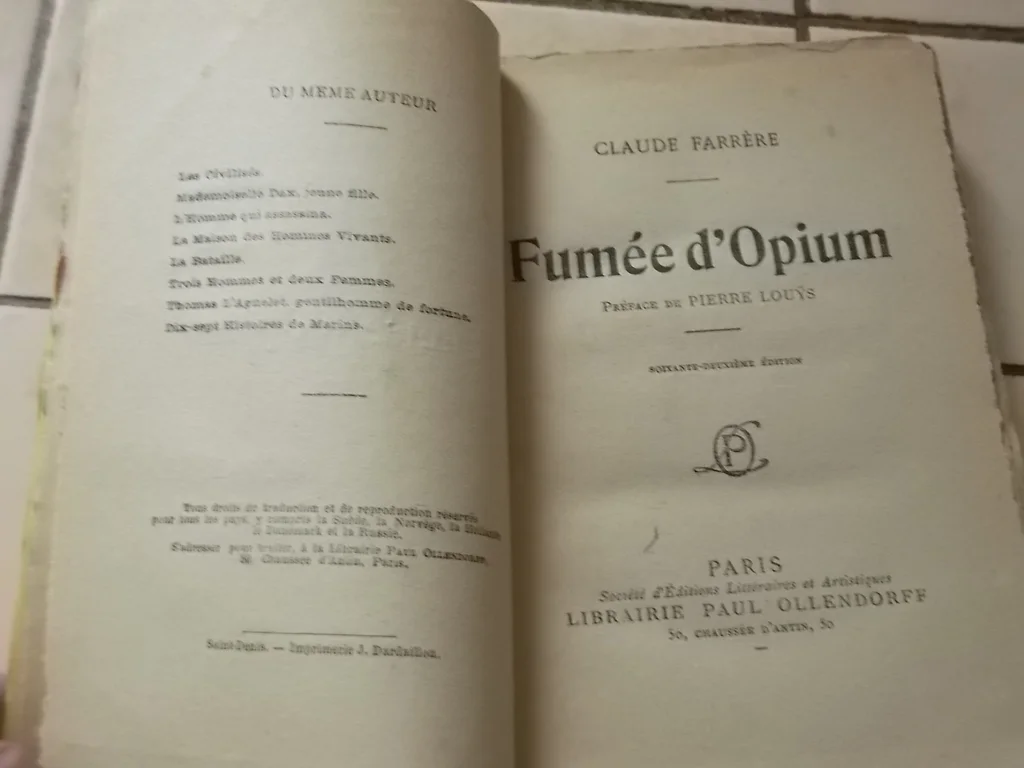 DU MÊME AUTEUR
Les Civilisés.
Mademoiselle Dax, jeune fille.
L'Homme qui assassina.
La Maison des Hommes Vivants.
La Bataille.
Trois Hommes et deux Femmes.
Thomas L'Agnelet, gentilhomme de fortune.
Dix-sept Histoires de Marins.
Tous droits de traduction et de reproduction réservés
pour tous les pays, y compris la Suède, la Norvège, la Hollande
le Danemark et la Russie.
S'adresser pour traiter, à la Librairie PAUL OLLENDORFF,
50, Chaussée d'Antin, Paris.
Saint-Denis. — Imprimerie J. Dardaillon.
CLAUDE FARRÈRE
Fumée d'Opium
PRÉFACE DE PIERRE LOUŸS
SOIXANTE-DEUXIÈME ÉDITION
PARIS
Société d'Éditions Littéraires et Artistiques
LIBRAIRIE PAUL OLLENDORFF
50, CHAUSSÉE D'ANTIN, 50